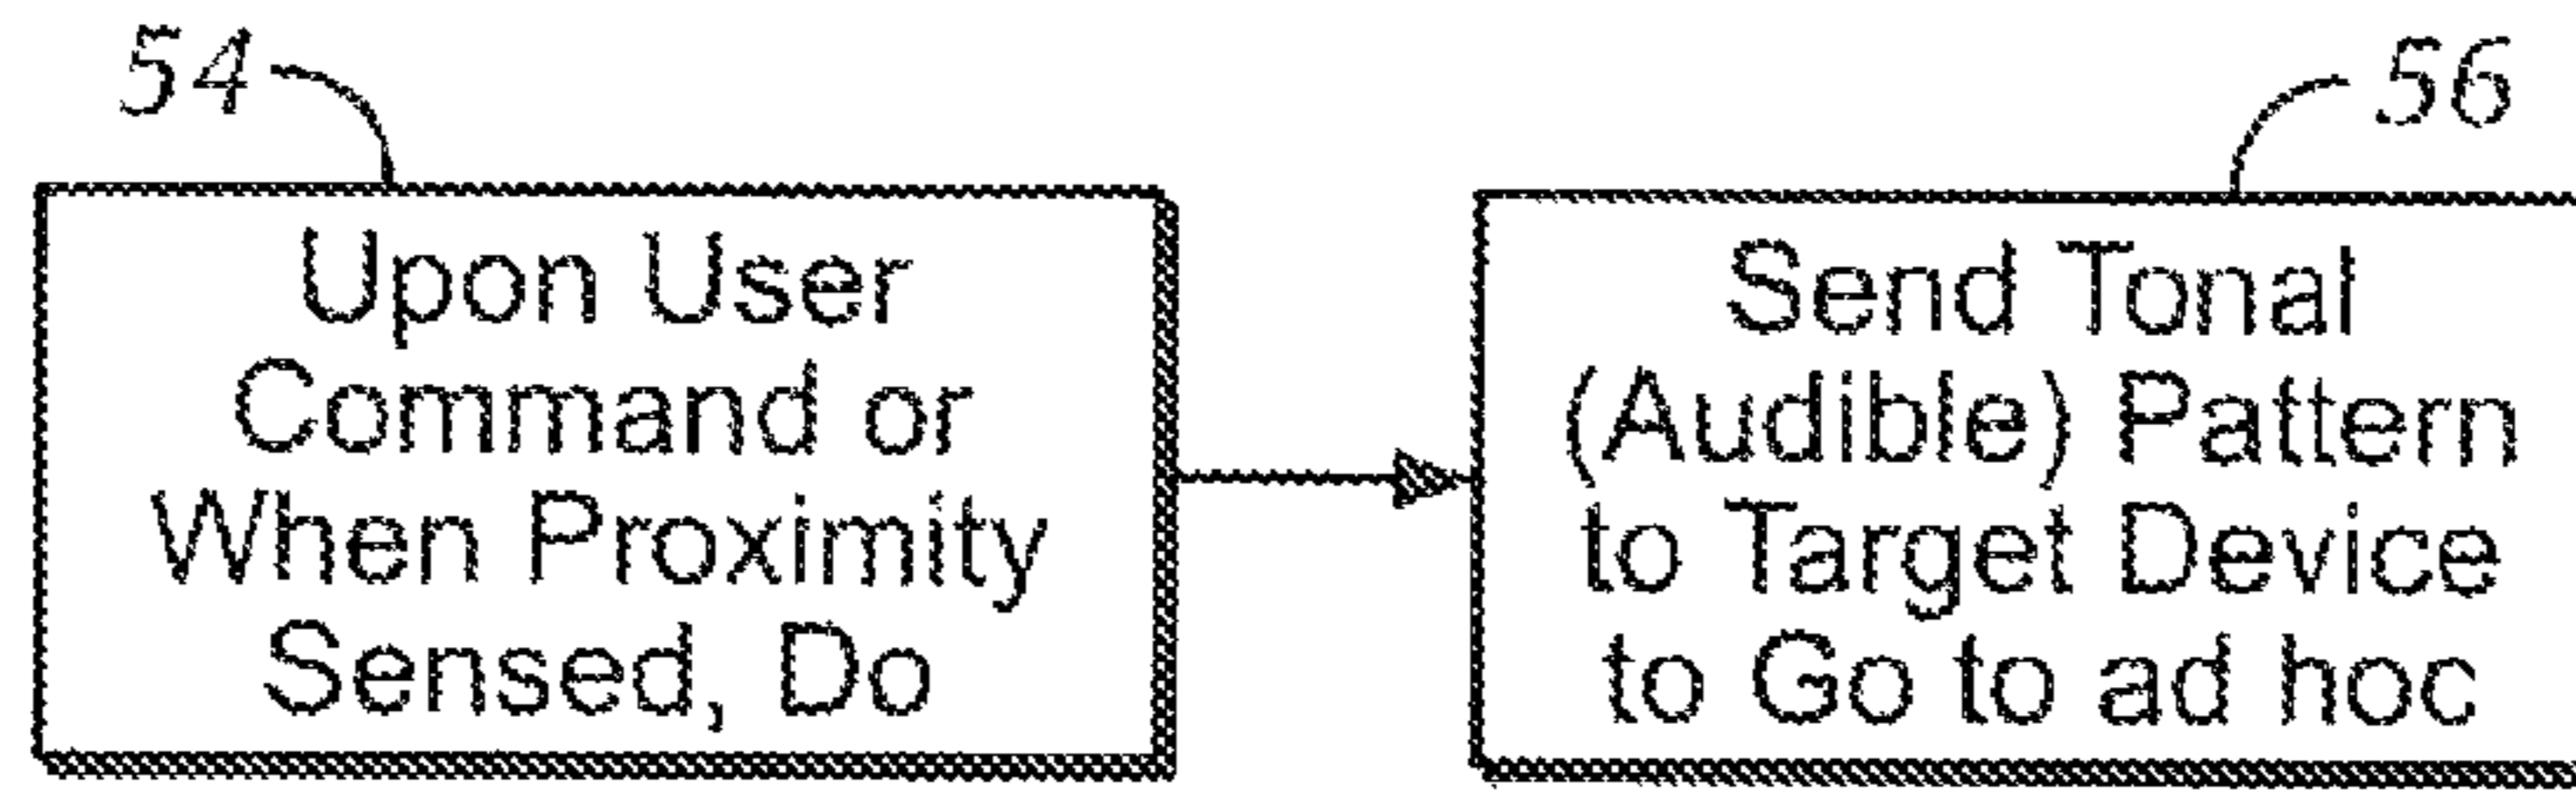 54
56
Upon User
Command or
When Proximity
Sensed, Do
Send Tonal
(Audible) Pattern
to Target Device
to Go to ad hoc